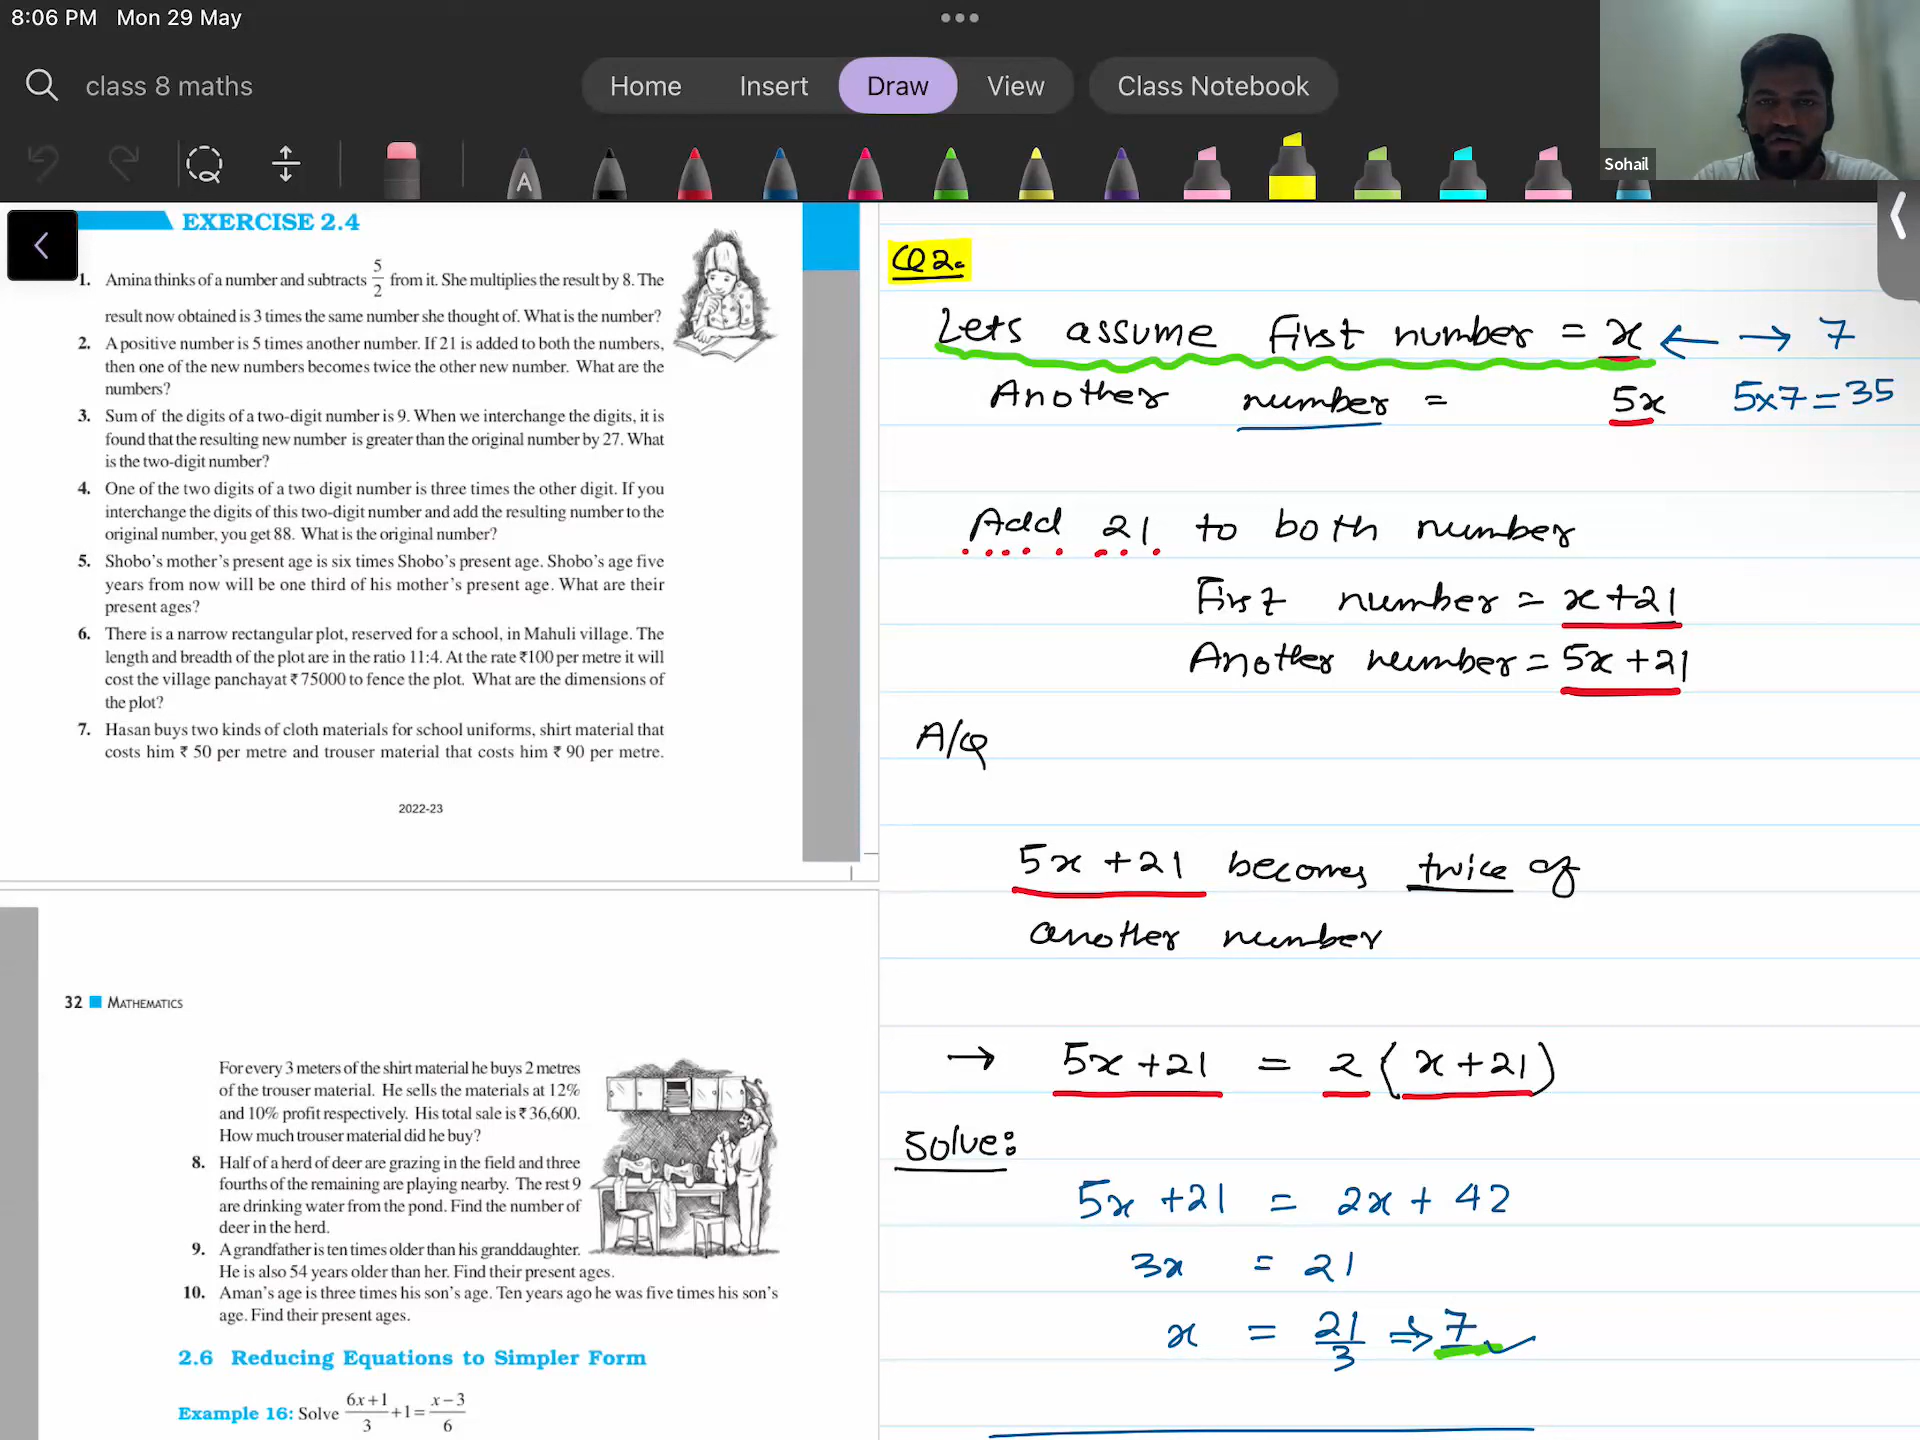 8:06 PM Mon 29 May
class 8 maths
Home Insert Draw View Class Notebook
A
Sohail
EXERCISE 2.4
1. Amina thinks of a number and subtracts 5/2 from it. She multiplies the result by 8. The
result now obtained is 3 times the same number she thought of. What is the number?
2. A positive number is 5 times another number. If 21 is added to both the numbers,
then one of the new numbers becomes twice the other new number. What are the
numbers?
3. Sum of the digits of a two-digit number is 9. When we interchange the digits, it is
found that the resulting new number is greater than the original number by 27. What
is the two-digit number?
4. One of the two digits of a two digit number is three times the other digit. If you
interchange the digits of this two-digit number and add the resulting number to the
original number, you get 88. What is the original number?
5. Shobo's mother's present age is six times Shobo's present age. Shobo's age five
years from now will be one third of his mother's present age. What are their
present ages?
6. There is a narrow rectangular plot, reserved for a school, in Mahuli village. The
length and breadth of the plot are in the ratio 11:4. At the rate ₹100 per metre it will
cost the village panchayat ₹75000 to fence the plot. What are the dimensions of
the plot?
7. Hasan buys two kinds of cloth materials for school uniforms, shirt material that
costs him ₹ 50 per metre and trouser material that costs him ₹ 90 per metre.
2022-23
32 MATHEMATICS
For every 3 meters of the shirt material he buys 2 metres
of the trouser material. He sells the materials at 12%
and 10% profit respectively. His total sale is ₹36,600.
How much trouser material did he buy?
8. Half of a herd of deer are grazing in the field and three
fourths of the remaining are playing nearby. The rest 9
are drinking water from the pond. Find the number of
deer in the herd.
9. A grandfather is ten times older than his granddaughter.
He is also 54 years older than her. Find their present ages.
10. Aman's age is three times his son's age. Ten years ago he was five times his son's
age. Find their present ages.
2.6 Reducing Equations to Simpler Form
Example 16: Solve (6x+1)/3 +1= (x−3)/6
Q2.
Lets assume first number = x ← → 7
Another number = 5x 5x7=35
Add 21 to both number
First number = x+21
Another number = 5x+21
A/Q
5x+21 becomes twice of
another number
→ 5x+21 = 2(x+21)
Solve:
5x+21 = 2x+42
3x = 21
x = 21/3 ⇒ 7